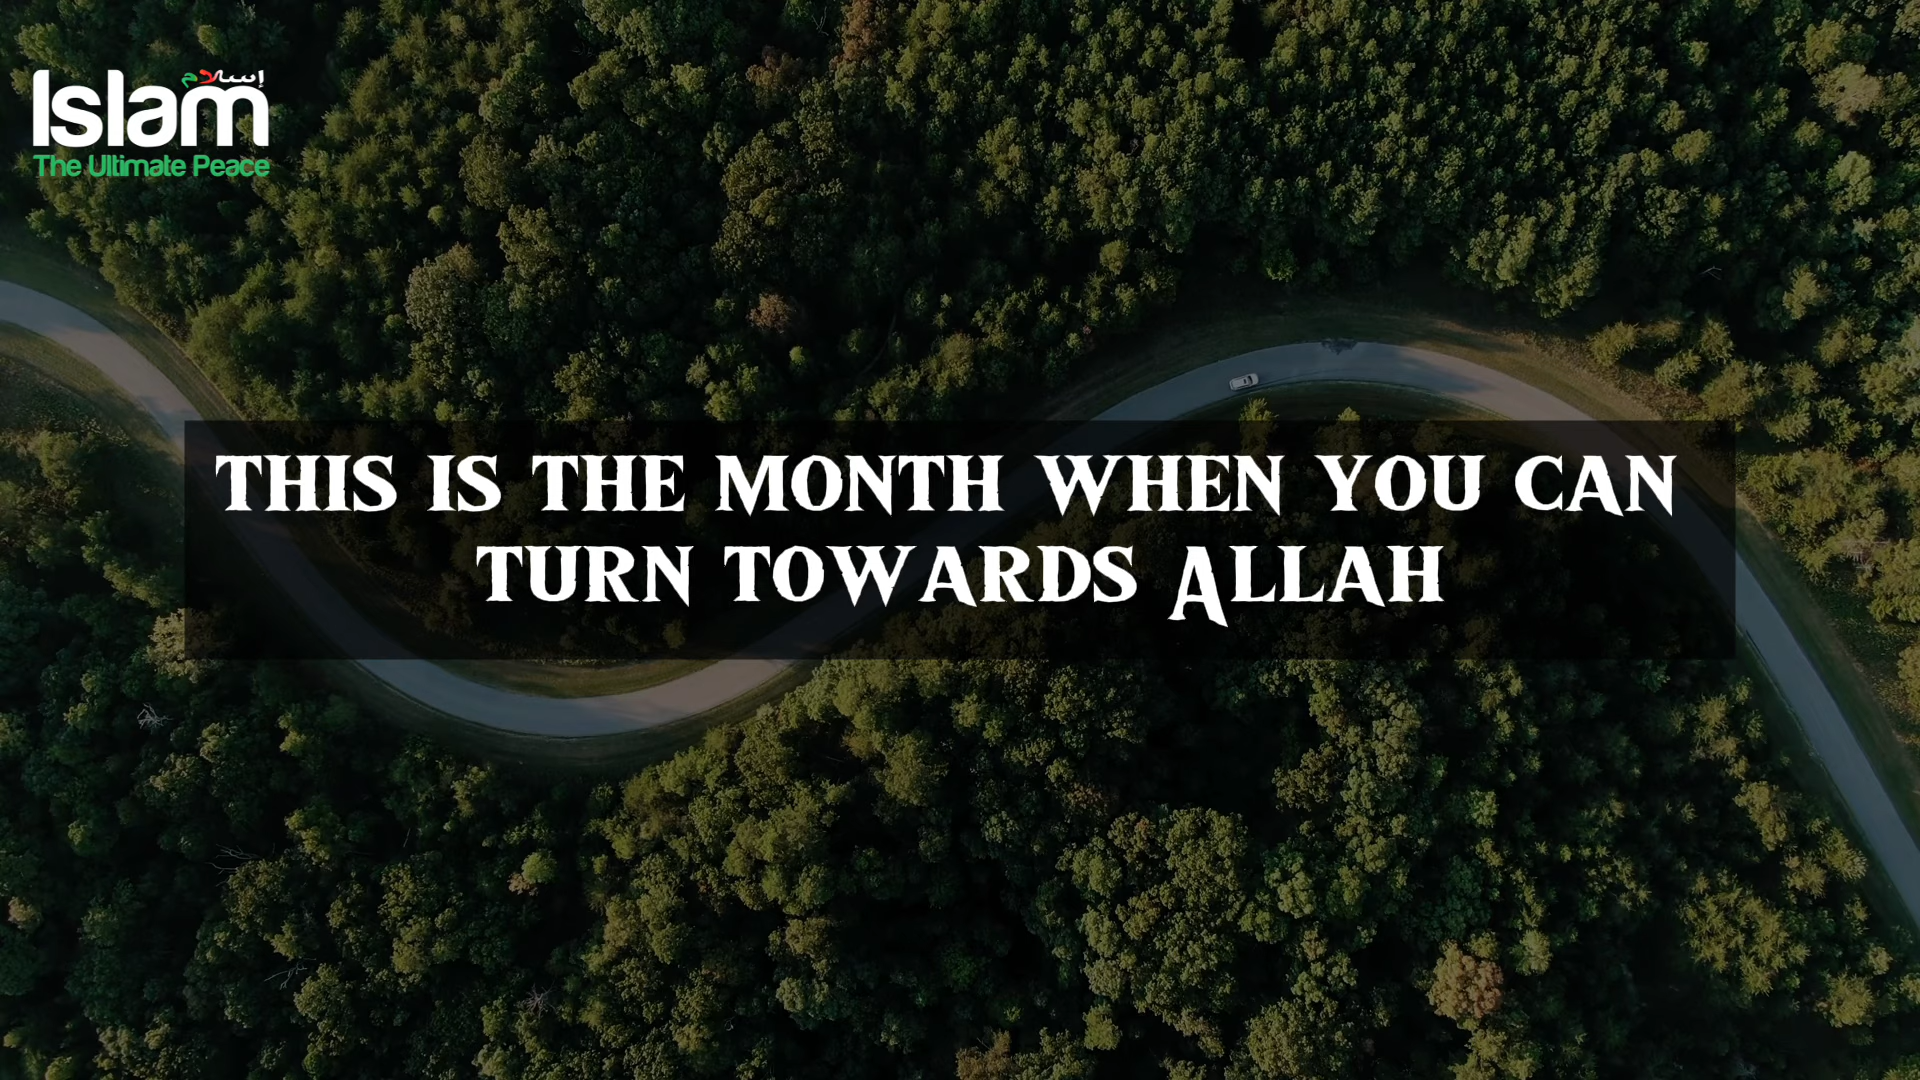 إسلام
Islam
The Ultimate Peace
THIS IS THE MONTH WHEN YOU CAN
TURN TOWARDS ALLAH